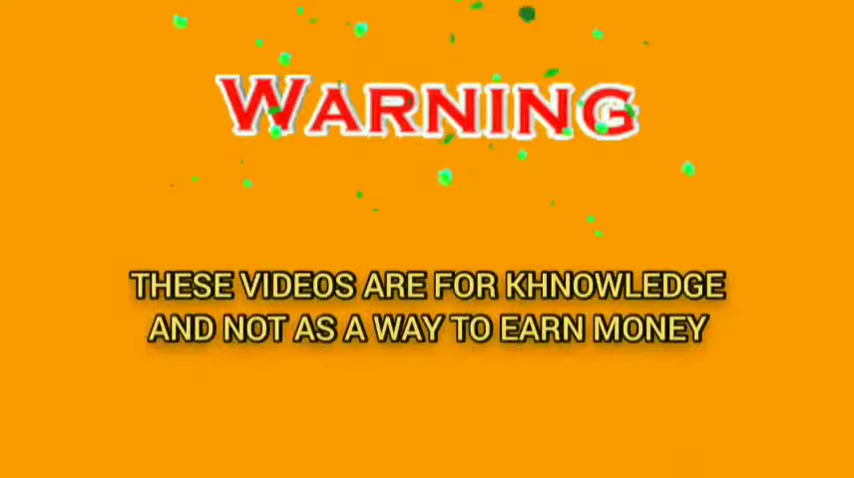 WARNING
THESE VIDEOS ARE FOR KHNOWLEDGE
AND NOT AS A WAY TO EARN MONEY